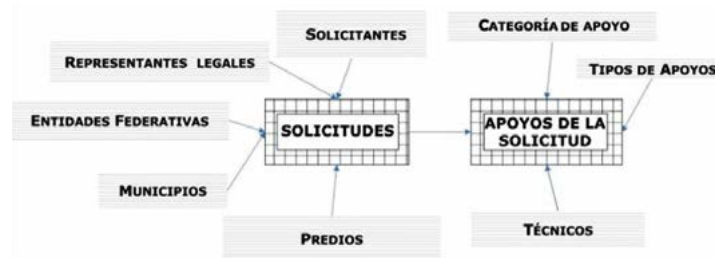 SOLICITANTES
CATEGORÍA DE APOYO
REPRESENTANTES LEGALES
TIPOS DE APOYOS
ENTIDADES FEDERATIVAS
SOLICITUDES
APOYOS DE LA
SOLICITUD
MUNICIPIOS
PREDIOS
TÉCNICOS